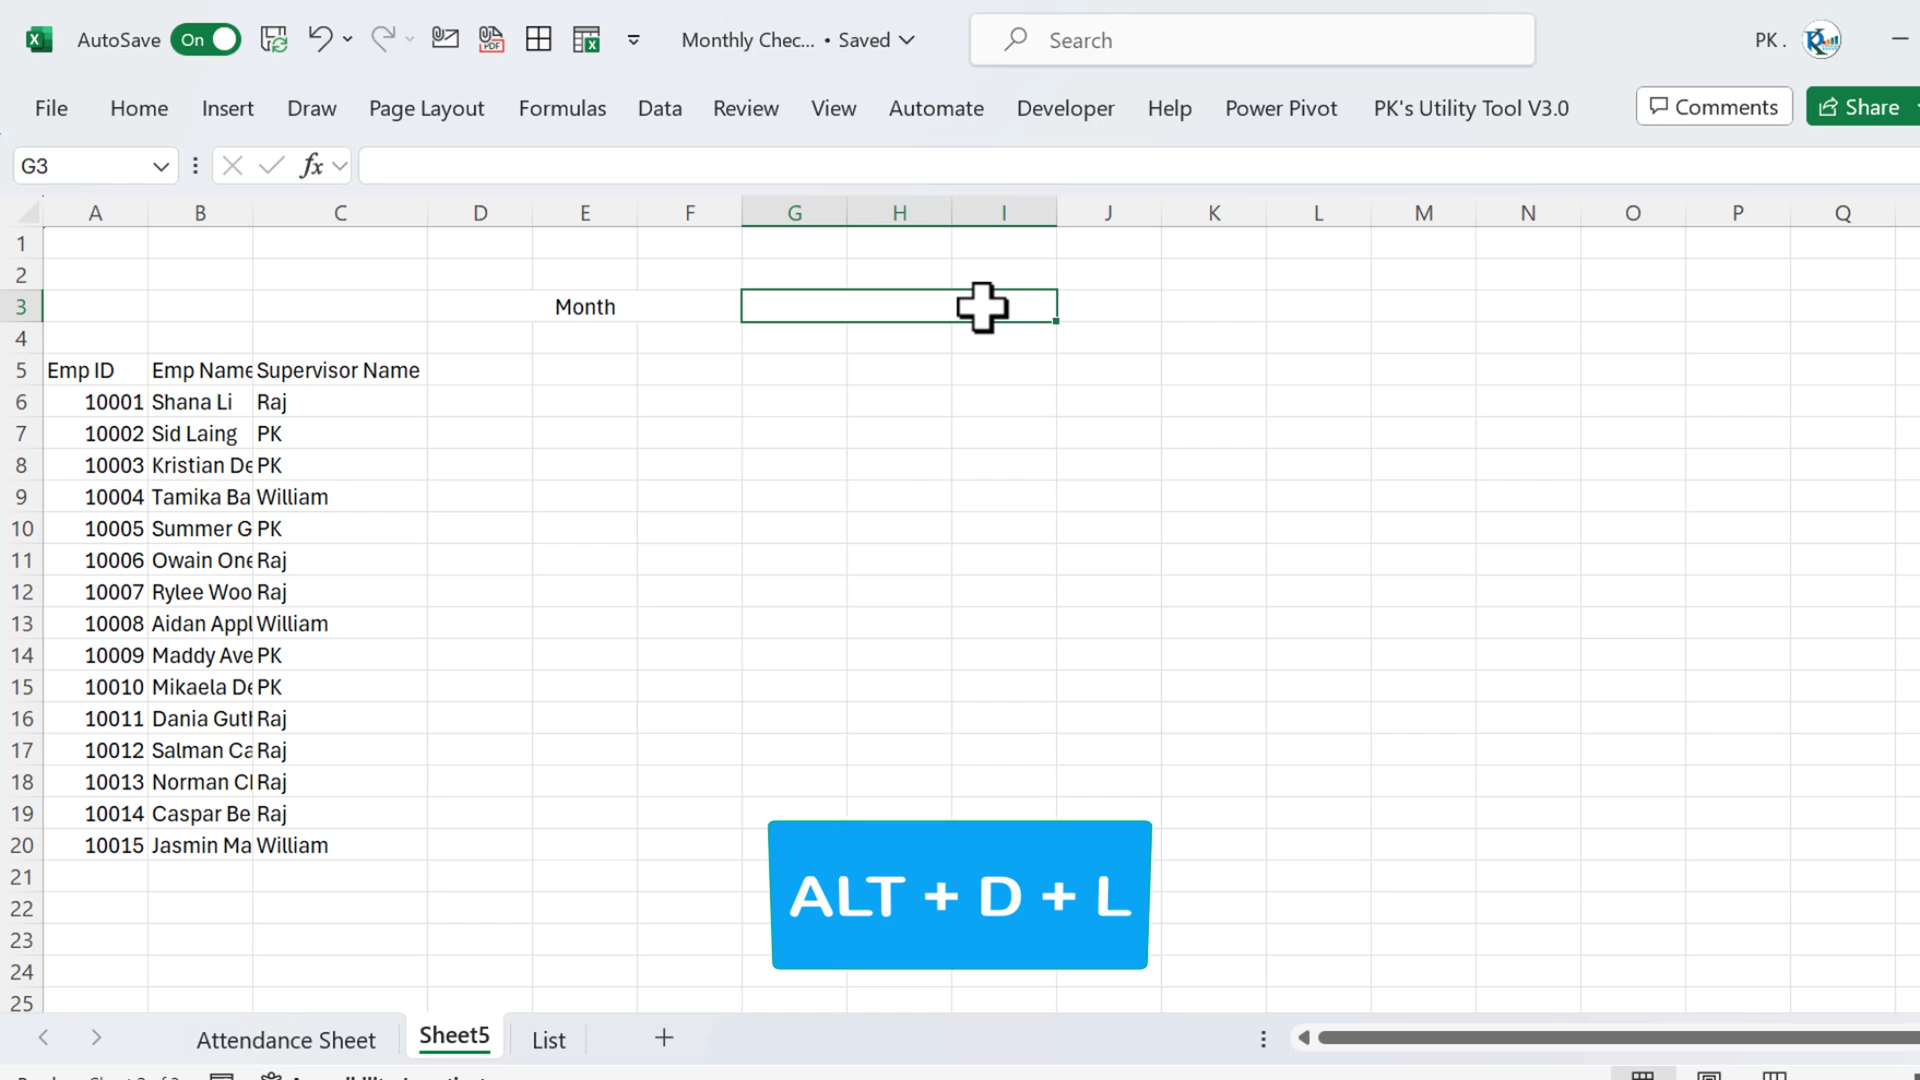 AutoSave On Monthly Chec... • Saved Search PK .
File Home Insert Draw Page Layout Formulas Data Review View Automate Developer Help Power Pivot PK's Utility Tool V3.0 Comments Share
G3 fx
A B C D E F G H I J K L M N O P Q
1
2
3 Month
4
5 Emp ID Emp Name Supervisor Name
6 10001 Shana Li Raj
7 10002 Sid Laing PK
8 10003 Kristian De PK
9 10004 Tamika Ba William
10 10005 Summer G PK
11 10006 Owain One Raj
12 10007 Rylee Woo Raj
13 10008 Aidan Appl William
14 10009 Maddy Ave PK
15 10010 Mikaela De PK
16 10011 Dania Guth Raj
17 10012 Salman Ca Raj
18 10013 Norman Cl Raj
19 10014 Caspar Be Raj
20 10015 Jasmin Ma William
21
22
23
24
25
ALT + D + L
Attendance Sheet Sheet5 List